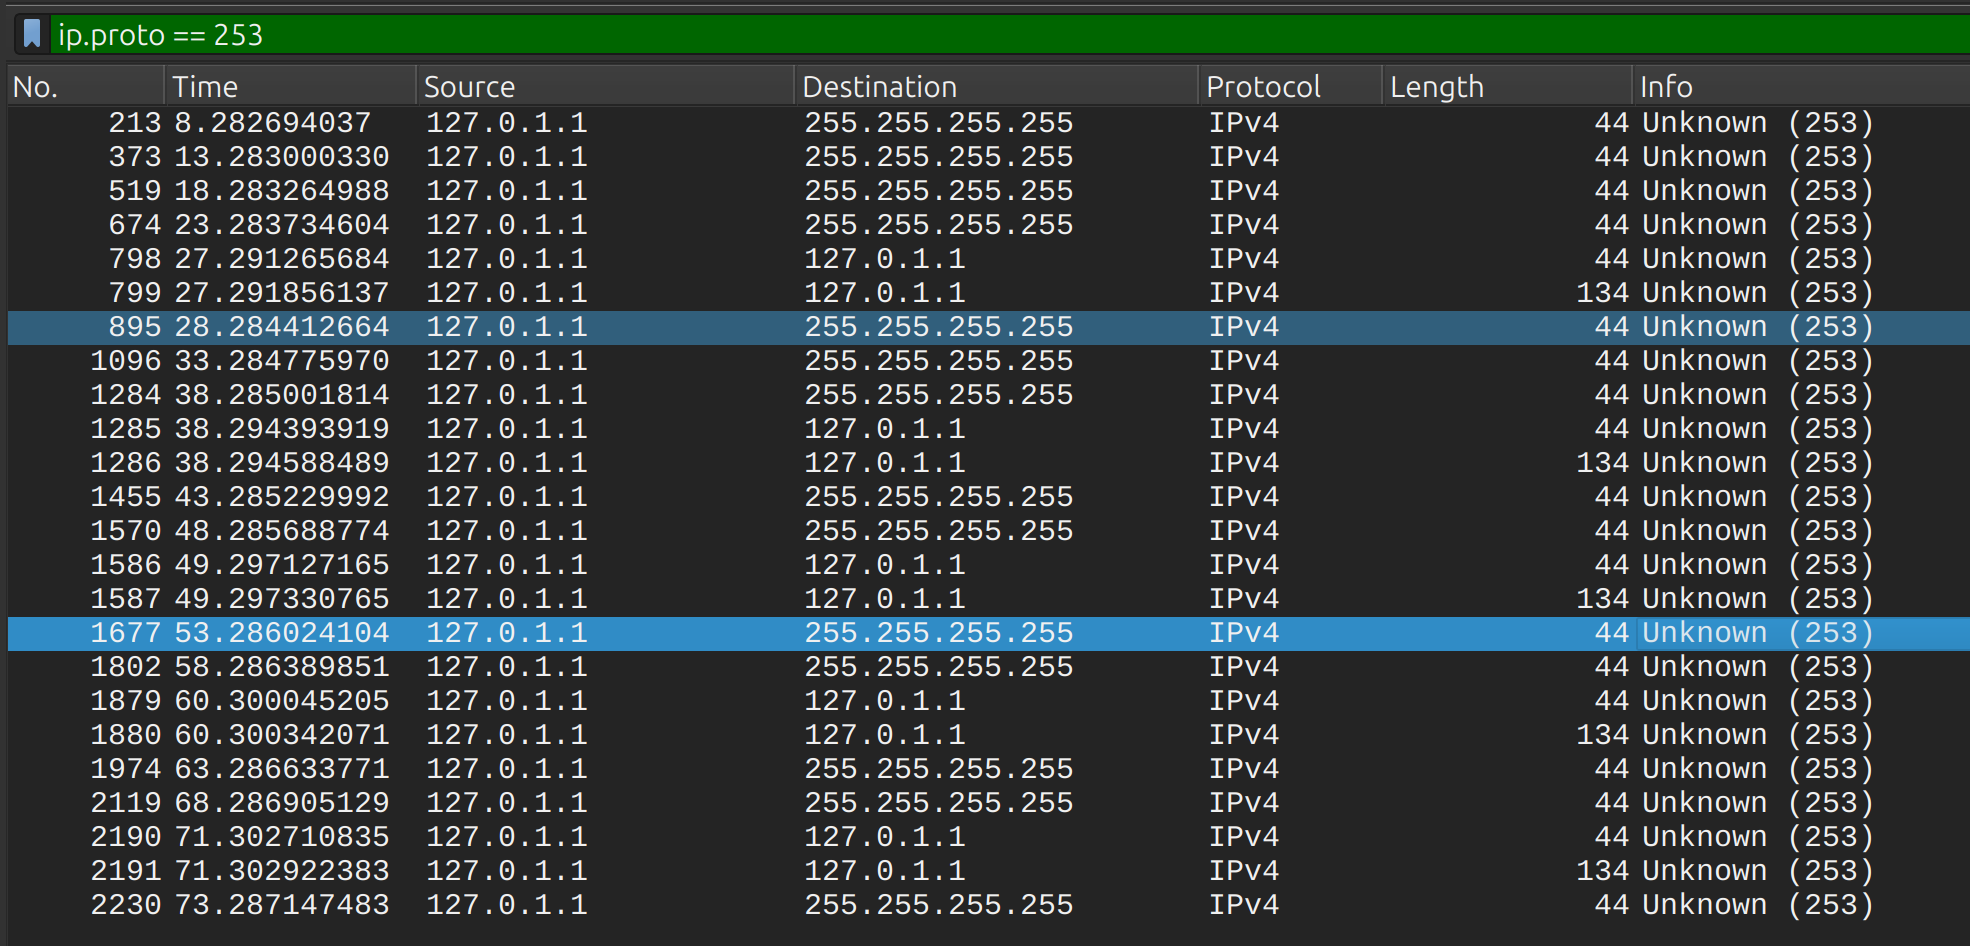 ip.proto == 253
No. Time Source Destination Protocol Length Info
213 8.282694037 127.0.1.1 255.255.255.255 IPv4 44 Unknown (253)
373 13.283000330 127.0.1.1 255.255.255.255 IPv4 44 Unknown (253)
519 18.283264988 127.0.1.1 255.255.255.255 IPv4 44 Unknown (253)
674 23.283734604 127.0.1.1 255.255.255.255 IPv4 44 Unknown (253)
798 27.291265684 127.0.1.1 127.0.1.1 IPv4 44 Unknown (253)
799 27.291856137 127.0.1.1 127.0.1.1 IPv4 134 Unknown (253)
895 28.284412664 127.0.1.1 255.255.255.255 IPv4 44 Unknown (253)
1096 33.284775970 127.0.1.1 255.255.255.255 IPv4 44 Unknown (253)
1284 38.285001814 127.0.1.1 255.255.255.255 IPv4 44 Unknown (253)
1285 38.294393919 127.0.1.1 127.0.1.1 IPv4 44 Unknown (253)
1286 38.294588489 127.0.1.1 127.0.1.1 IPv4 134 Unknown (253)
1455 43.285229992 127.0.1.1 255.255.255.255 IPv4 44 Unknown (253)
1570 48.285688774 127.0.1.1 255.255.255.255 IPv4 44 Unknown (253)
1586 49.297127165 127.0.1.1 127.0.1.1 IPv4 44 Unknown (253)
1587 49.297330765 127.0.1.1 127.0.1.1 IPv4 134 Unknown (253)
1677 53.286024104 127.0.1.1 255.255.255.255 IPv4 44 Unknown (253)
1802 58.286389851 127.0.1.1 255.255.255.255 IPv4 44 Unknown (253)
1879 60.300045205 127.0.1.1 127.0.1.1 IPv4 44 Unknown (253)
1880 60.300342071 127.0.1.1 127.0.1.1 IPv4 134 Unknown (253)
1974 63.286633771 127.0.1.1 255.255.255.255 IPv4 44 Unknown (253)
2119 68.286905129 127.0.1.1 255.255.255.255 IPv4 44 Unknown (253)
2190 71.302710835 127.0.1.1 127.0.1.1 IPv4 44 Unknown (253)
2191 71.302922383 127.0.1.1 127.0.1.1 IPv4 134 Unknown (253)
2230 73.287147483 127.0.1.1 255.255.255.255 IPv4 44 Unknown (253)